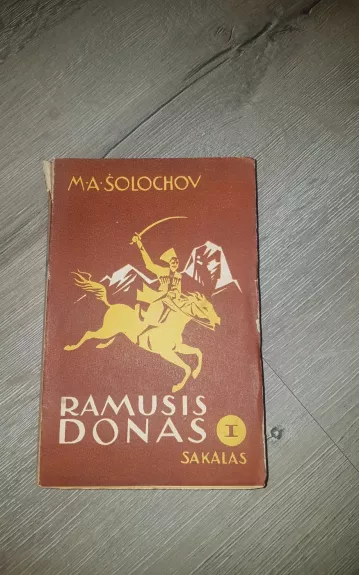 M·A·ŠOLOCHOV
RAMUSIS
DONAS I
SAKALAS